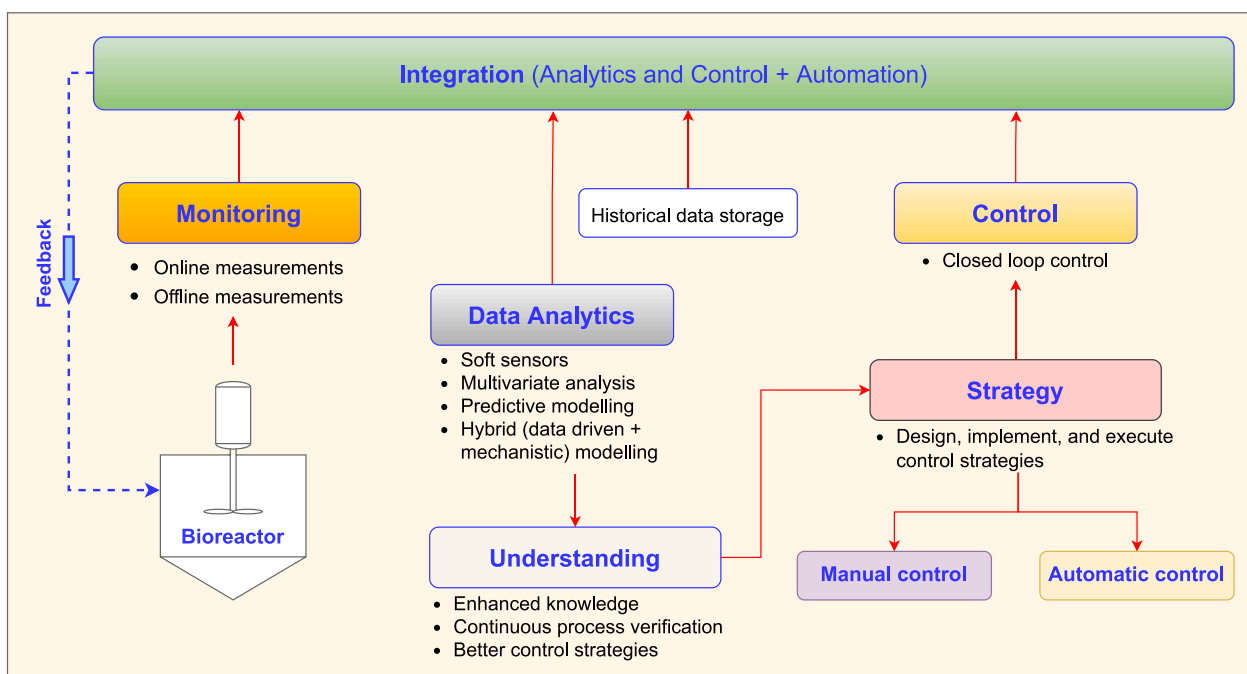 Integration (Analytics and Control + Automation)
Feedback
Monitoring
• Online measurements
• Offline measurements
Bioreactor
Historical data storage
Data Analytics
• Soft sensors
• Multivariate analysis
• Predictive modelling
• Hybrid (data driven +
mechanistic) modelling
Understanding
• Enhanced knowledge
• Continuous process verification
• Better control strategies
Control
• Closed loop control
Strategy
• Design, implement, and execute
control strategies
Manual control
Automatic control